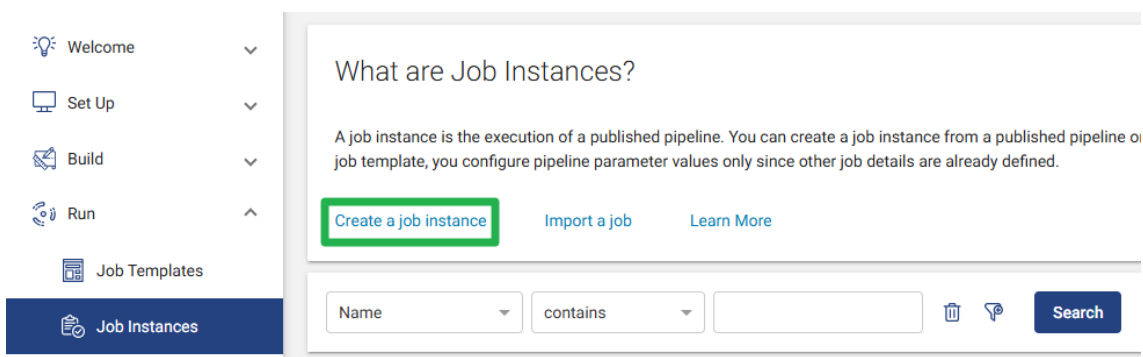 Welcome
Set Up
Build
Run
Job Templates
Job Instances
What are Job Instances?
A job instance is the execution of a published pipeline. You can create a job instance from a published pipeline or
job template, you configure pipeline parameter values only since other job details are already defined.
Create a job instance Import a job Learn More
Name contains Search